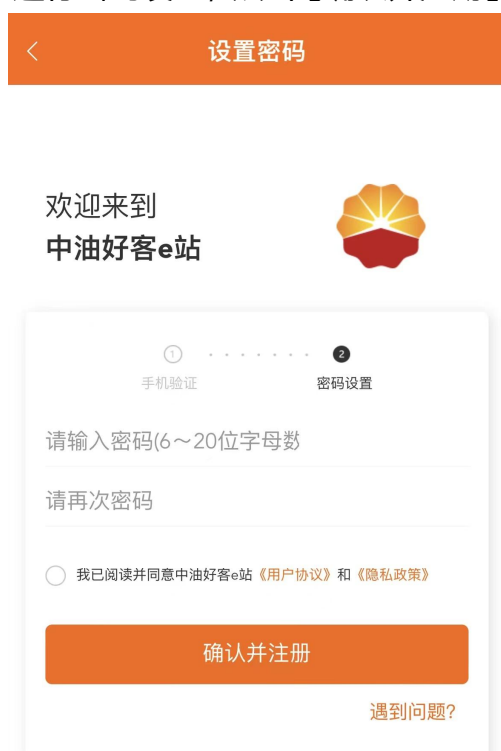 设置密码
欢迎来到
中油好客e站
1 2
手机验证 密码设置
请输入密码(6～20位字母数
请再次密码
我已阅读并同意中油好客e站《用户协议》和《隐私政策》
确认并注册
遇到问题?